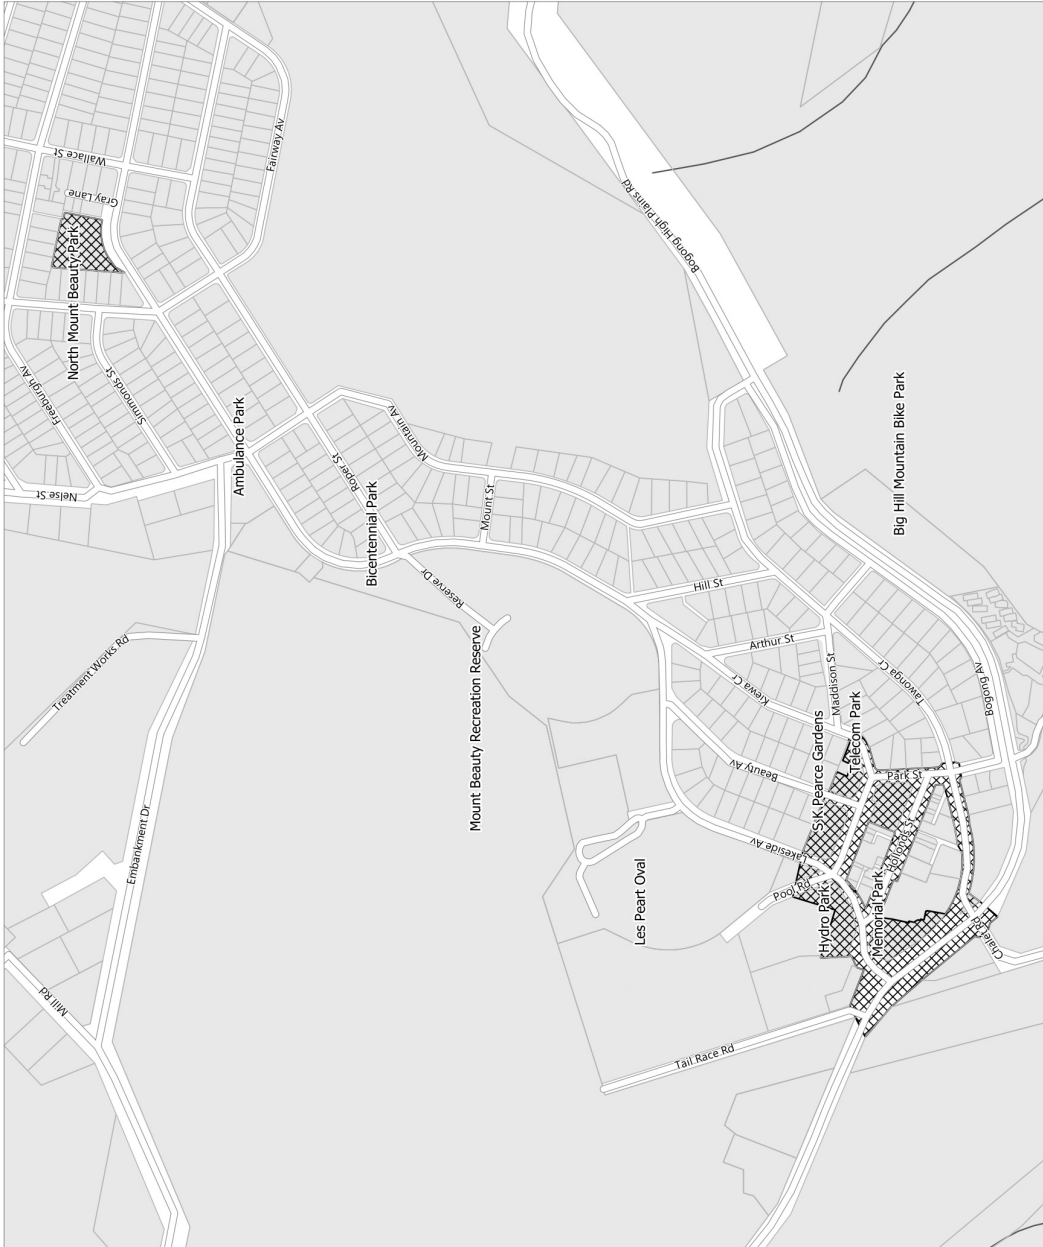 Wallace St
Gray Lane
Fairway Av
North Mount Beauty Park
Bogong High Plains Rd
Freeburgh Av
Simmonds St
Ambulance Park
Mountain Av
Big Hill Mountain Bike Park
Nelse St
Roper St
Bicentennial Park
Mount St
Reserve Dr
Hill St
Treatment Works Rd
Mount Beauty Recreation Reserve
Arthur St
Kiewa Cr
Maddison St
Tawonga Cr
Bogong Av
S K Pearce Gardens
Telecom Park
Beauty Av
Park St
Embankment Dr
Lakeside Av
Hollonds St
Les Peart Oval
Pool Rd
Hydro Park
Memorial Park
Chalet Rd
Mill Rd
Tail Race Rd